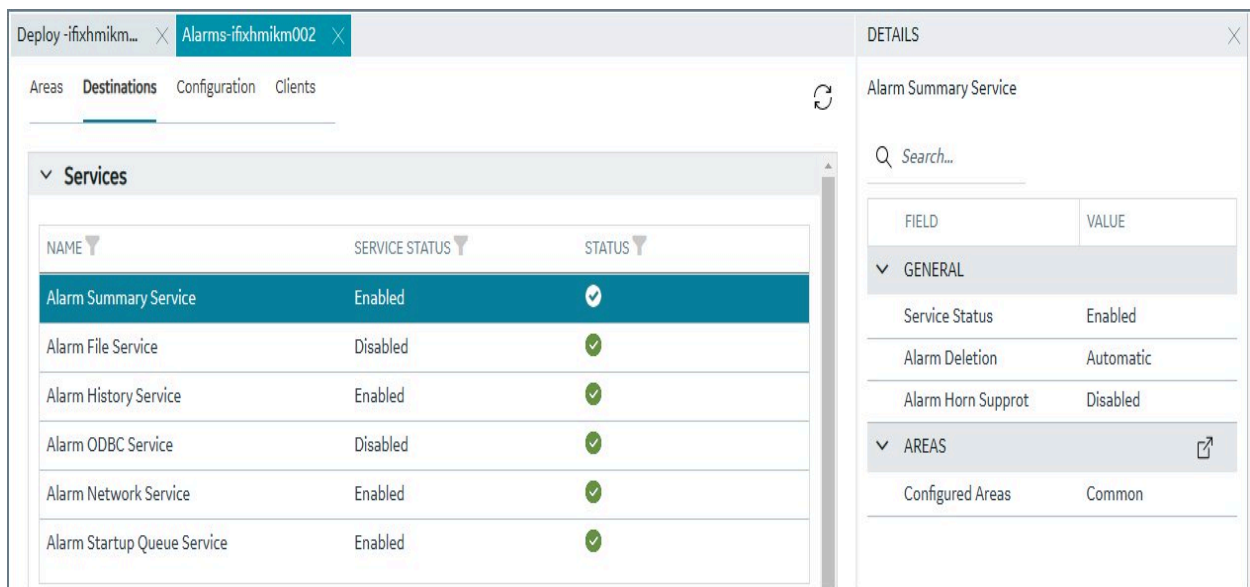 Deploy -ifixhmikm... Alarms-ifixhmikm002 DETAILS
Areas Destinations Configuration Clients
Alarm Summary Service
Search...
Services
FIELD VALUE
NAME SERVICE STATUS STATUS
GENERAL
Alarm Summary Service Enabled
Service Status Enabled
Alarm File Service Disabled
Alarm Deletion Automatic
Alarm History Service Enabled
Alarm Horn Supprot Disabled
Alarm ODBC Service Disabled
AREAS
Alarm Network Service Enabled
Configured Areas Common
Alarm Startup Queue Service Enabled